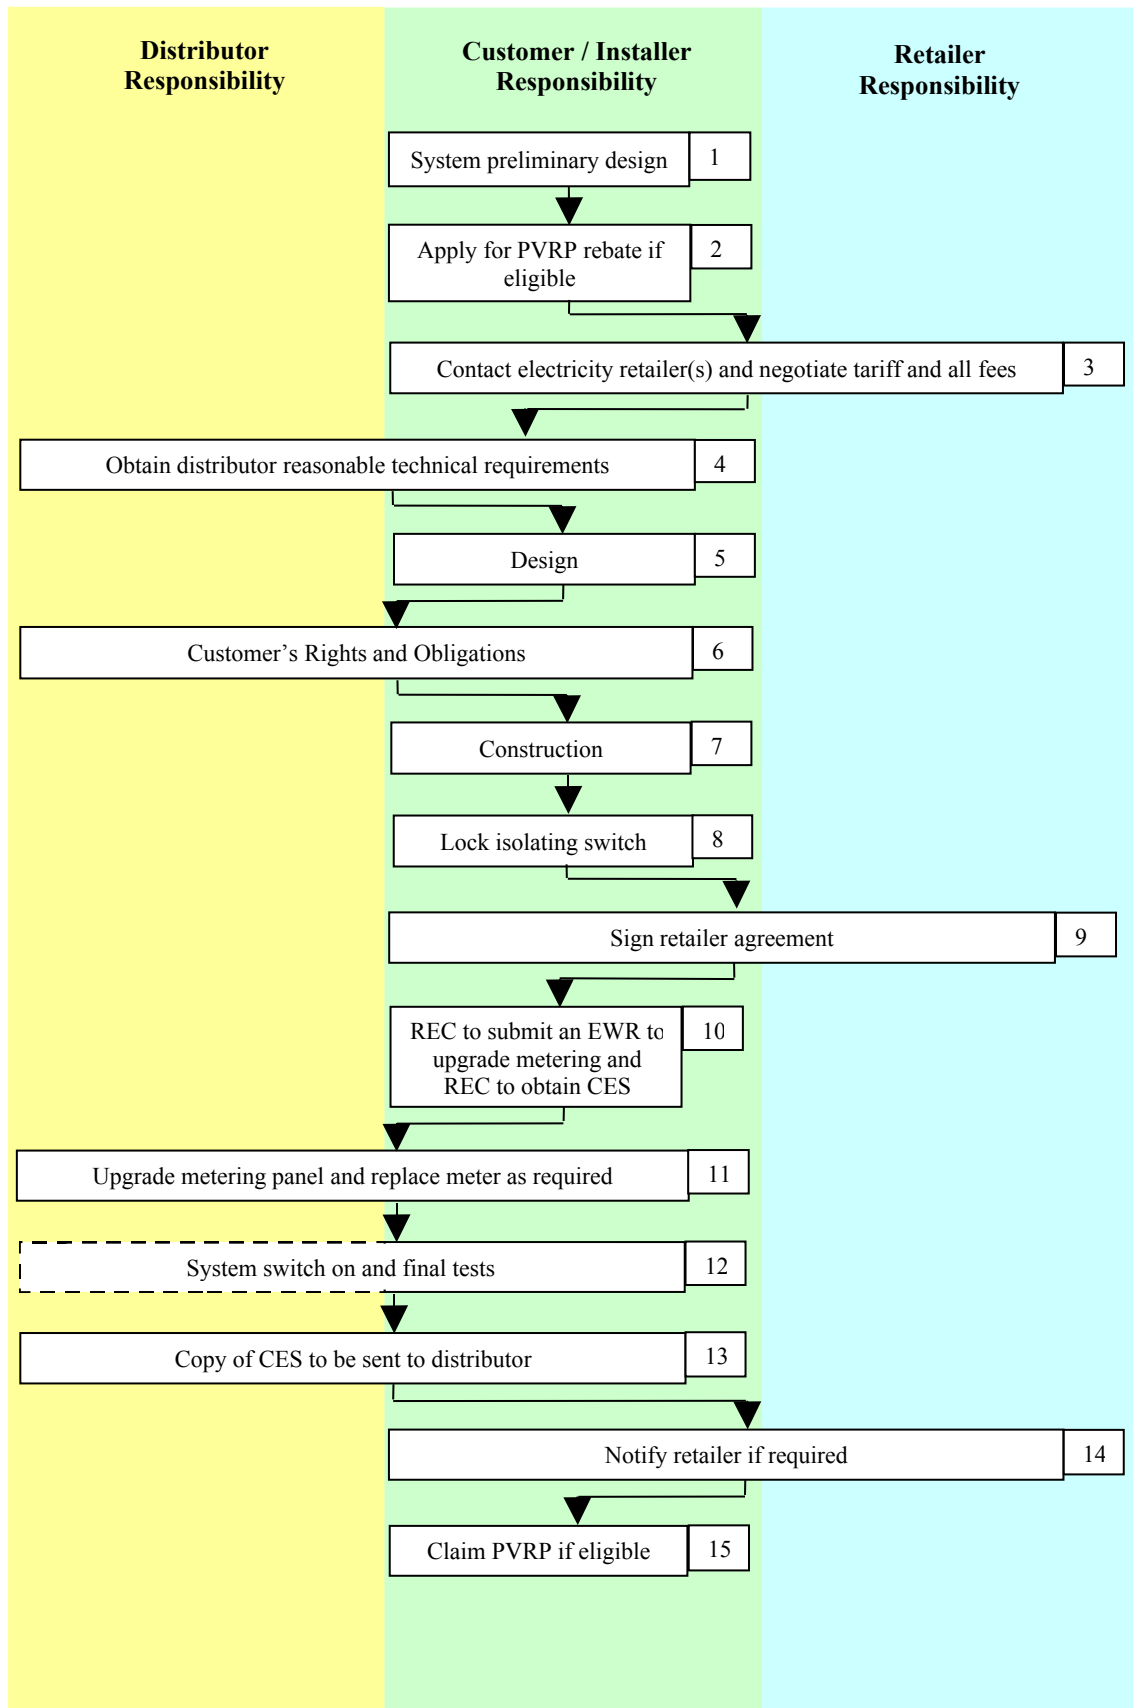 Distributor
Responsibility
Customer / Installer
Responsibility
Retailer
Responsibility
System preliminary design
1
Apply for PVRP rebate if
eligible
2
Contact electricity retailer(s) and negotiate tariff and all fees
3
Obtain distributor reasonable technical requirements
4
Design
5
Customer’s Rights and Obligations
6
Construction
7
Lock isolating switch
8
Sign retailer agreement
9
REC to submit an EWR to
upgrade metering and
REC to obtain CES
10
Upgrade metering panel and replace meter as required
11
System switch on and final tests
12
Copy of CES to be sent to distributor
13
Notify retailer if required
14
Claim PVRP if eligible
15